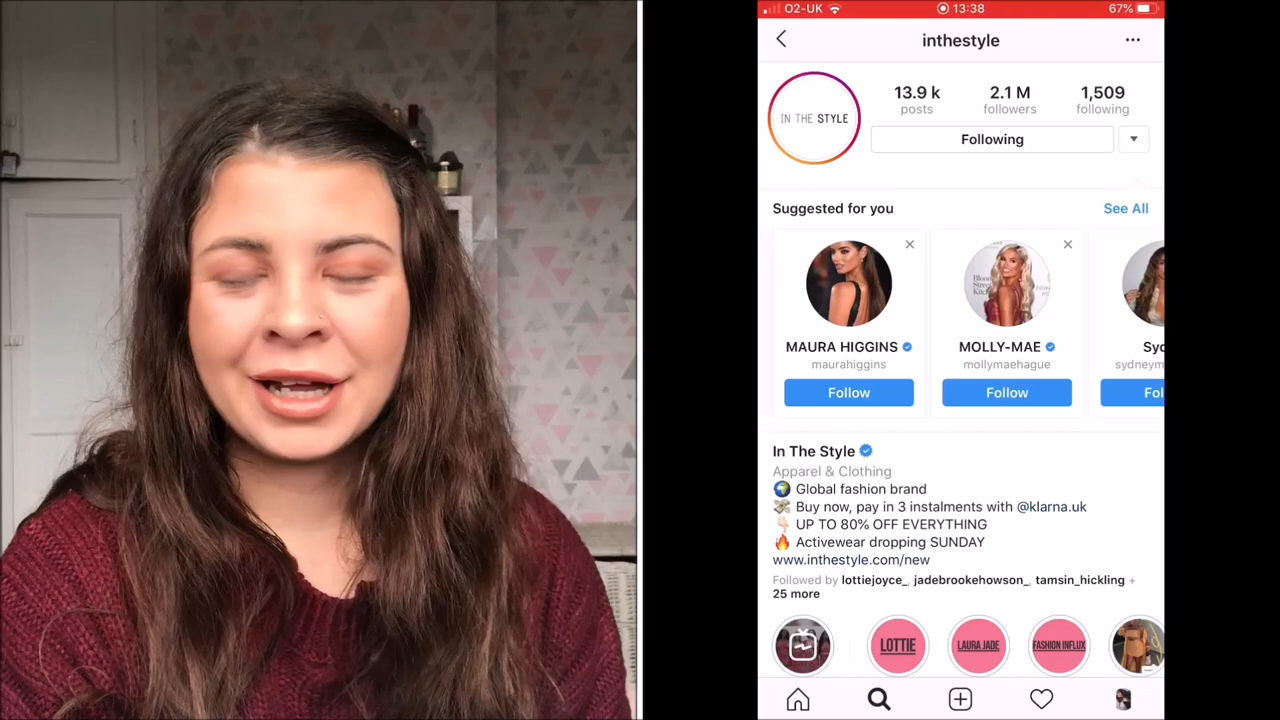 O2-UK 13:38 67%
inthestyle
13.9 k 2.1 M 1,509
posts followers following
IN THE STYLE
Following
Suggested for you See All
MAURA HIGGINS MOLLY-MAE Syd
maurahiggins mollymaehague sydneym
Follow Follow Fol
In The Style
Apparel & Clothing
Global fashion brand
Buy now, pay in 3 instalments with @klarna.uk
UP TO 80% OFF EVERYTHING
Activewear dropping SUNDAY
www.inthestyle.com/new
Followed by lottiejoyce_, jadebrookehowson_, tamsin_hickling +
25 more
LOTTIE LAURA JADE FASHION INFLUX